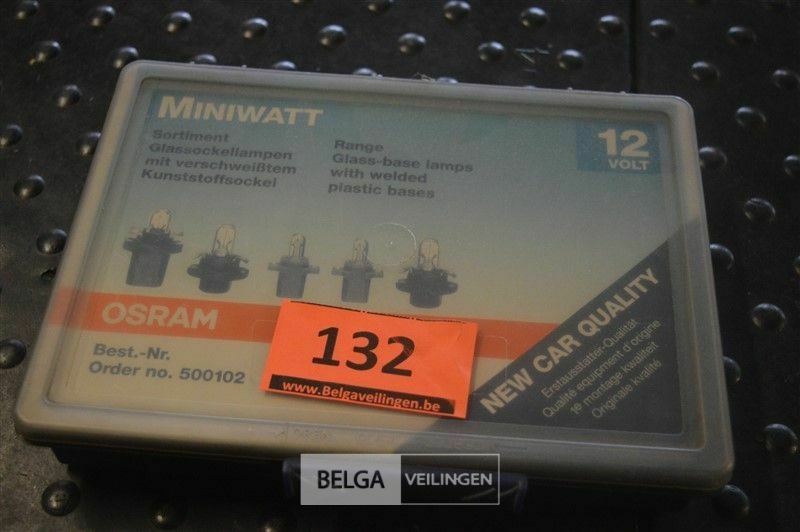 MINIWATT
Sortiment
Glassockellampen
mit verschweißtem
Kunststoffsockel
Range
Glass-base lamps
with welded
plastic bases
12
VOLT
OSRAM
Best.-Nr.
Order no. 500102
132
www.Belgaveilingen.be
NEW CAR QUALITY
Erstausstatter-Qualität
Qualité equipment d'origine
1e montage kwaliteit
Originale kvalité
BELGA VEILINGEN